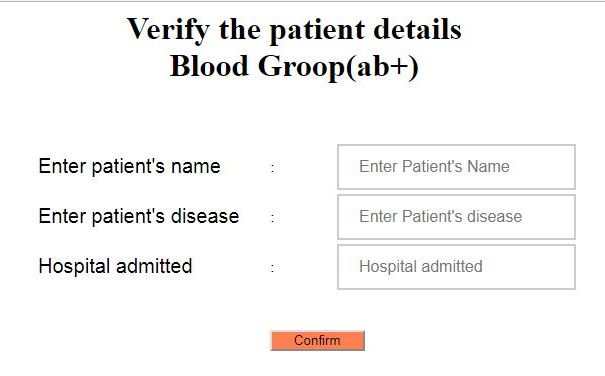 Verify the patient details
Blood Groop(ab+)
Enter patient's name : Enter Patient's Name
Enter patient's disease : Enter Patient's disease
Hospital admitted : Hospital admitted
Confirm